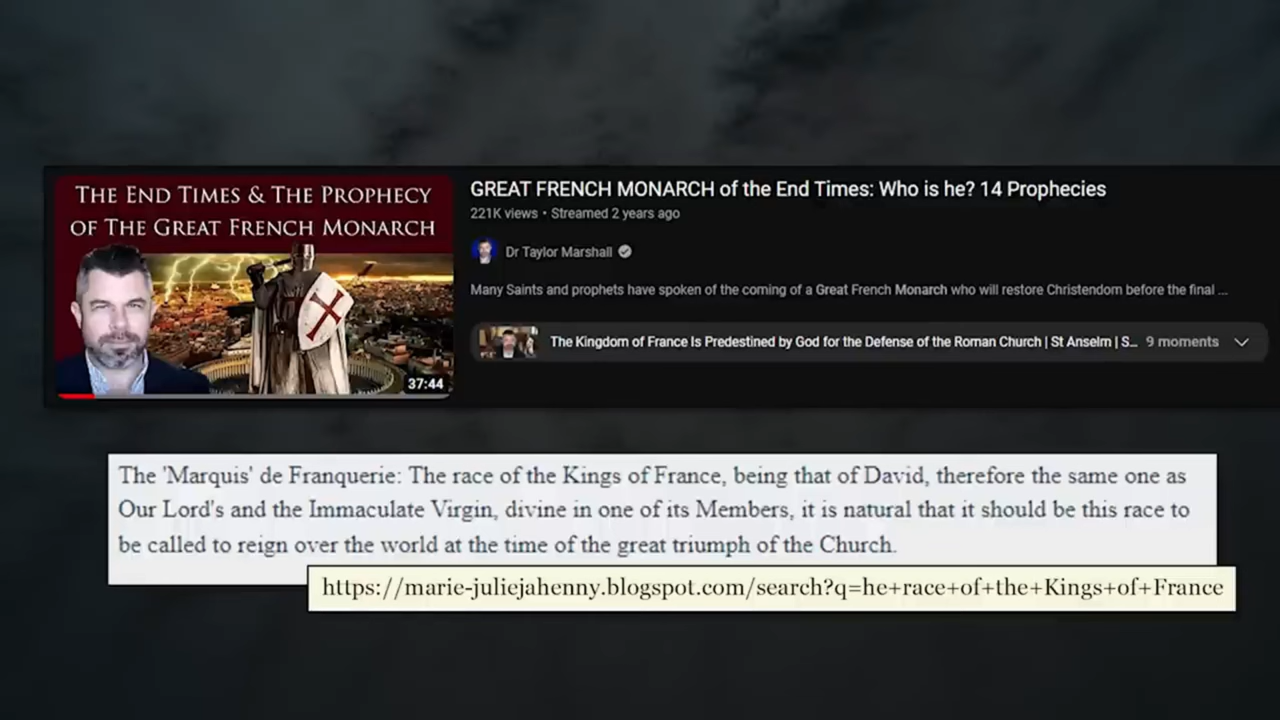 THE END TIMES & THE PROPHECY
OF THE GREAT FRENCH MONARCH
37:44
GREAT FRENCH MONARCH of the End Times: Who is he? 14 Prophecies
221K views • Streamed 2 years ago
Dr Taylor Marshall
Many Saints and prophets have spoken of the coming of a Great French Monarch who will restore Christendom before the final ...
The Kingdom of France Is Predestined by God for the Defense of the Roman Church | St Anselm | S... 9 moments
The 'Marquis' de Franquerie: The race of the Kings of France, being that of David, therefore the same one as
Our Lord's and the Immaculate Virgin, divine in one of its Members, it is natural that it should be this race to
be called to reign over the world at the time of the great triumph of the Church.
https://marie-juliejahenny.blogspot.com/search?q=he+race+of+the+Kings+of+France